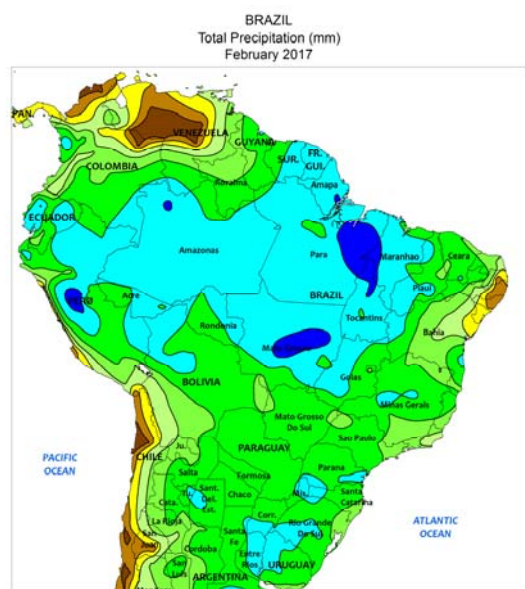 BRAZIL
Total Precipitation (mm)
February 2017
PAN.
VENEZUELA
GUYANA
COLOMBIA
SUR.
FR.
GUI.
Roraima
Amapa
ECUADOR
Amazonas
Para
Maranhao
Ceara
PERU
Acre
BRAZIL
Piaui
Rondonia
Tocantins
Bahia
BOLIVIA
Goias
Minas Gerais
Mato Grosso
Do Sul
Sao Paulo
PACIFIC
OCEAN
CHILE
Ju.
PARAGUAY
Salta
Formosa
Parana
Tu.
Sant.
Del.
Est.
Chaco
Mis.
Santa
Catarina
Cata.
Corr.
La Rioja
Santa
Fe
Rio Grande
Do Sul
ATLANTIC
OCEAN
San
Juan
Cordoba
Entre
Rios
URUGUAY
San
Luis
ARGENTINA